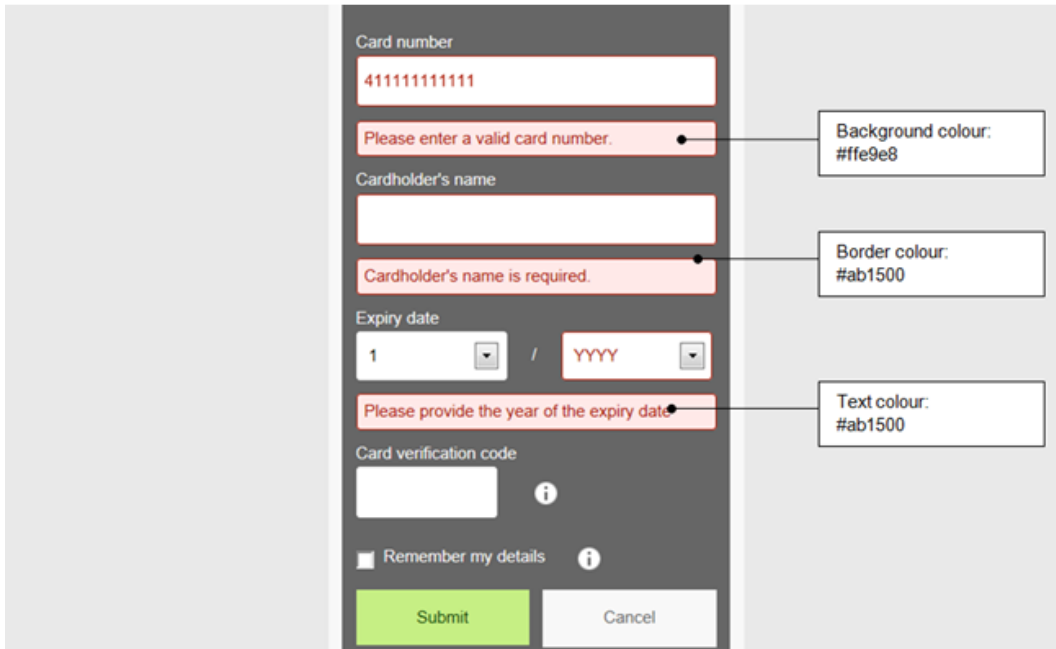 Card number
411111111111
Please enter a valid card number.
Background colour:
#ffe9e8
Cardholder's name
Border colour:
#ab1500
Cardholder's name is required.
Expiry date
1 / YYYY
Please provide the year of the expiry date
Text colour:
#ab1500
Card verification code
Remember my details
Submit Cancel